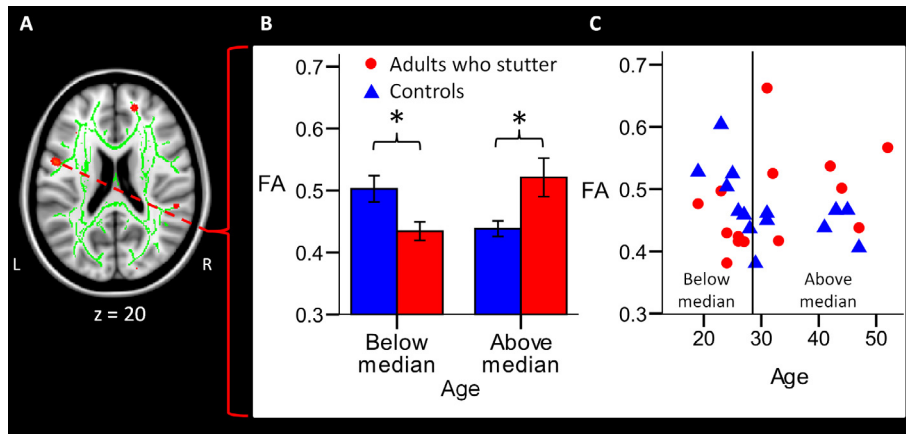 A
L
R
z = 20
B
Adults who stutter
Controls
FA
0.7
0.6
0.5
0.4
0.3
*
*
Below
median
Above
median
Age
C
FA
0.7
0.6
0.5
0.4
0.3
Below
median
Above
median
20
30
40
50
Age